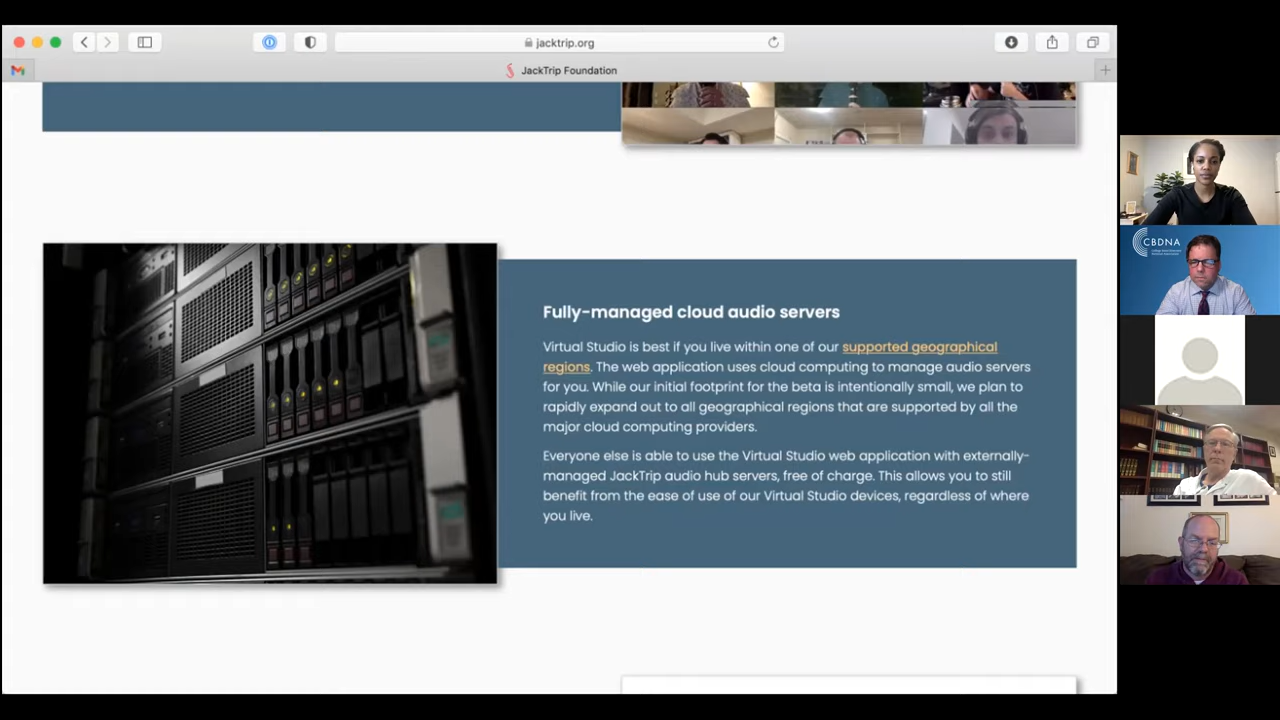 jacktrip.org
JackTrip Foundation
Fully-managed cloud audio servers
Virtual Studio is best if you live within one of our supported geographical
regions. The web application uses cloud computing to manage audio servers
for you. While our initial footprint for the beta is intentionally small, we plan to
rapidly expand out to all geographical regions that are supported by all the
major cloud computing providers.
Everyone else is able to use the Virtual Studio web application with externally-
managed JackTrip audio hub servers, free of charge. This allows you to still
benefit from the ease of use of our Virtual Studio devices, regardless of where
you live.
CBDNA